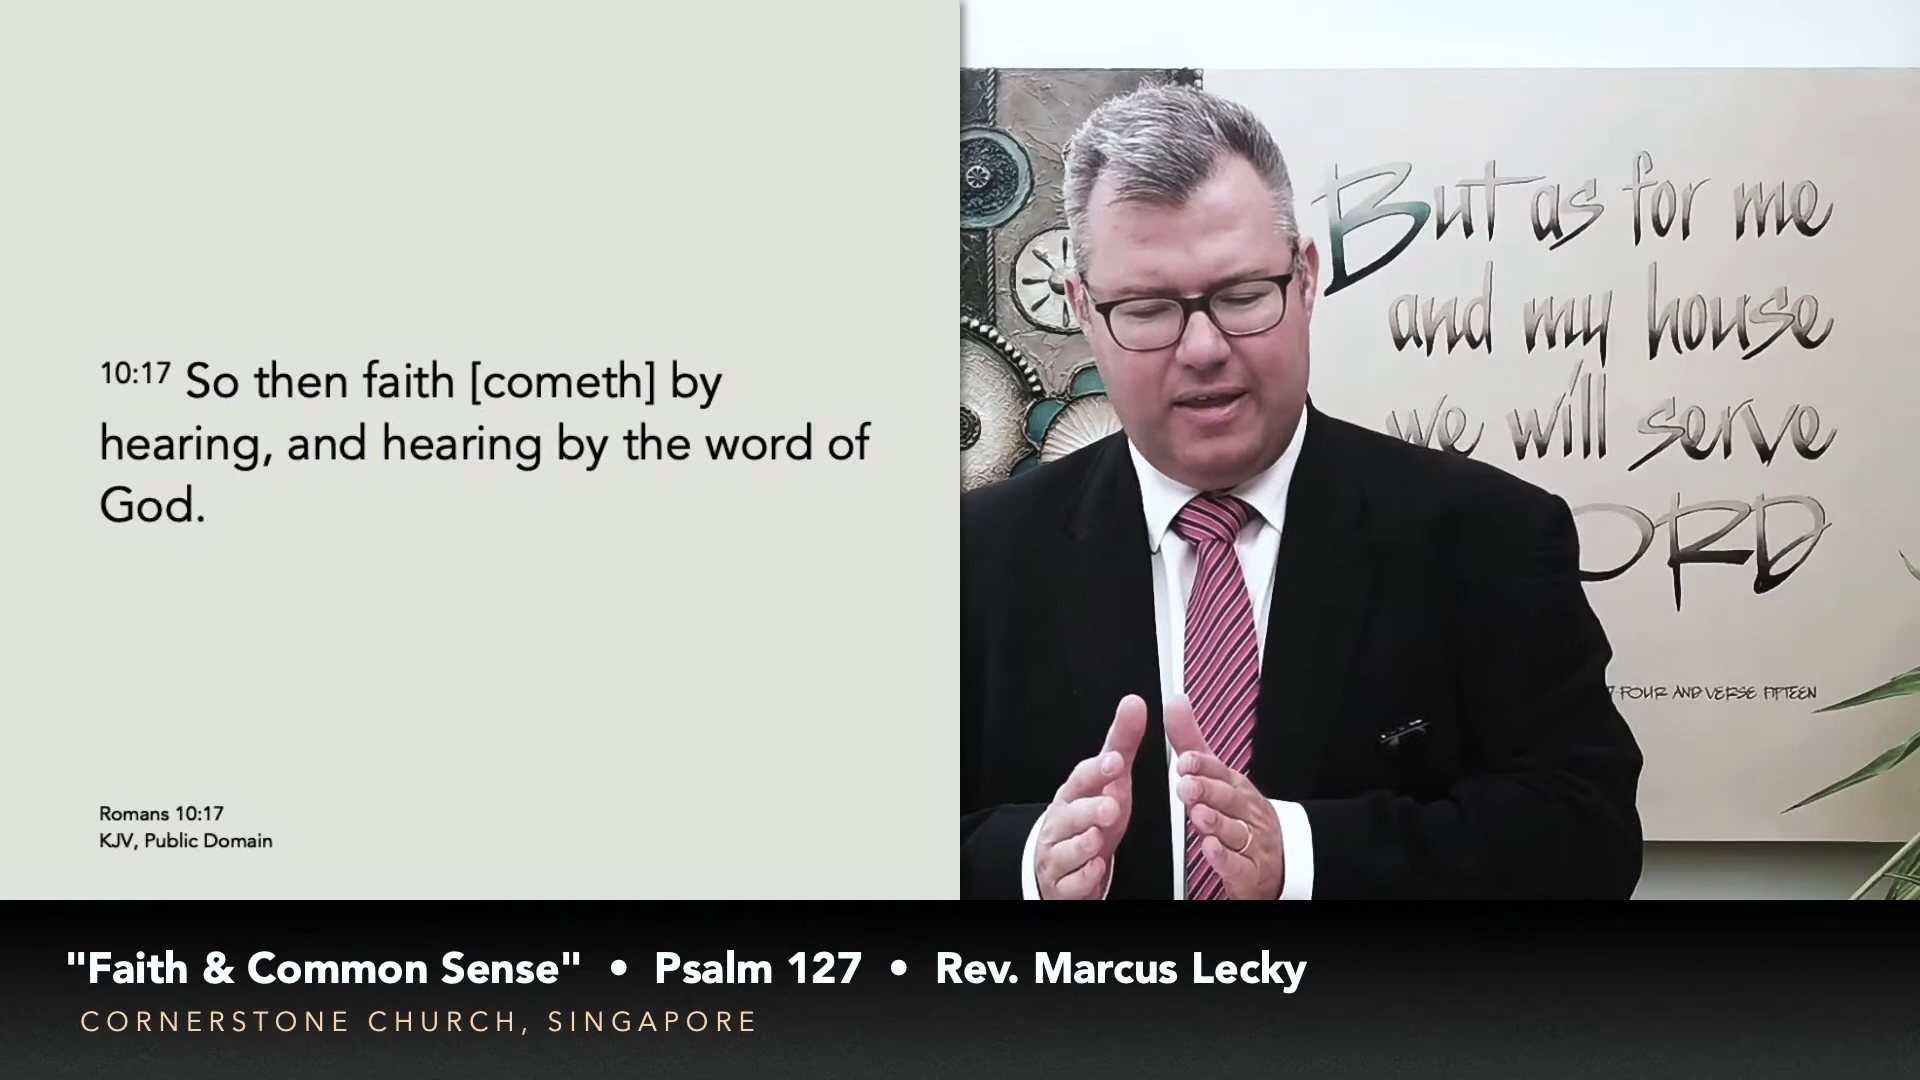 10:17 So then faith [cometh] by
hearing, and hearing by the word of
God.
Romans 10:17
KJV, Public Domain
But as for me
and my house
we will serve
ORD
FOUR AND VERSE FIFTEEN
"Faith & Common Sense" • Psalm 127 • Rev. Marcus Lecky
CORNERSTONE CHURCH, SINGAPORE